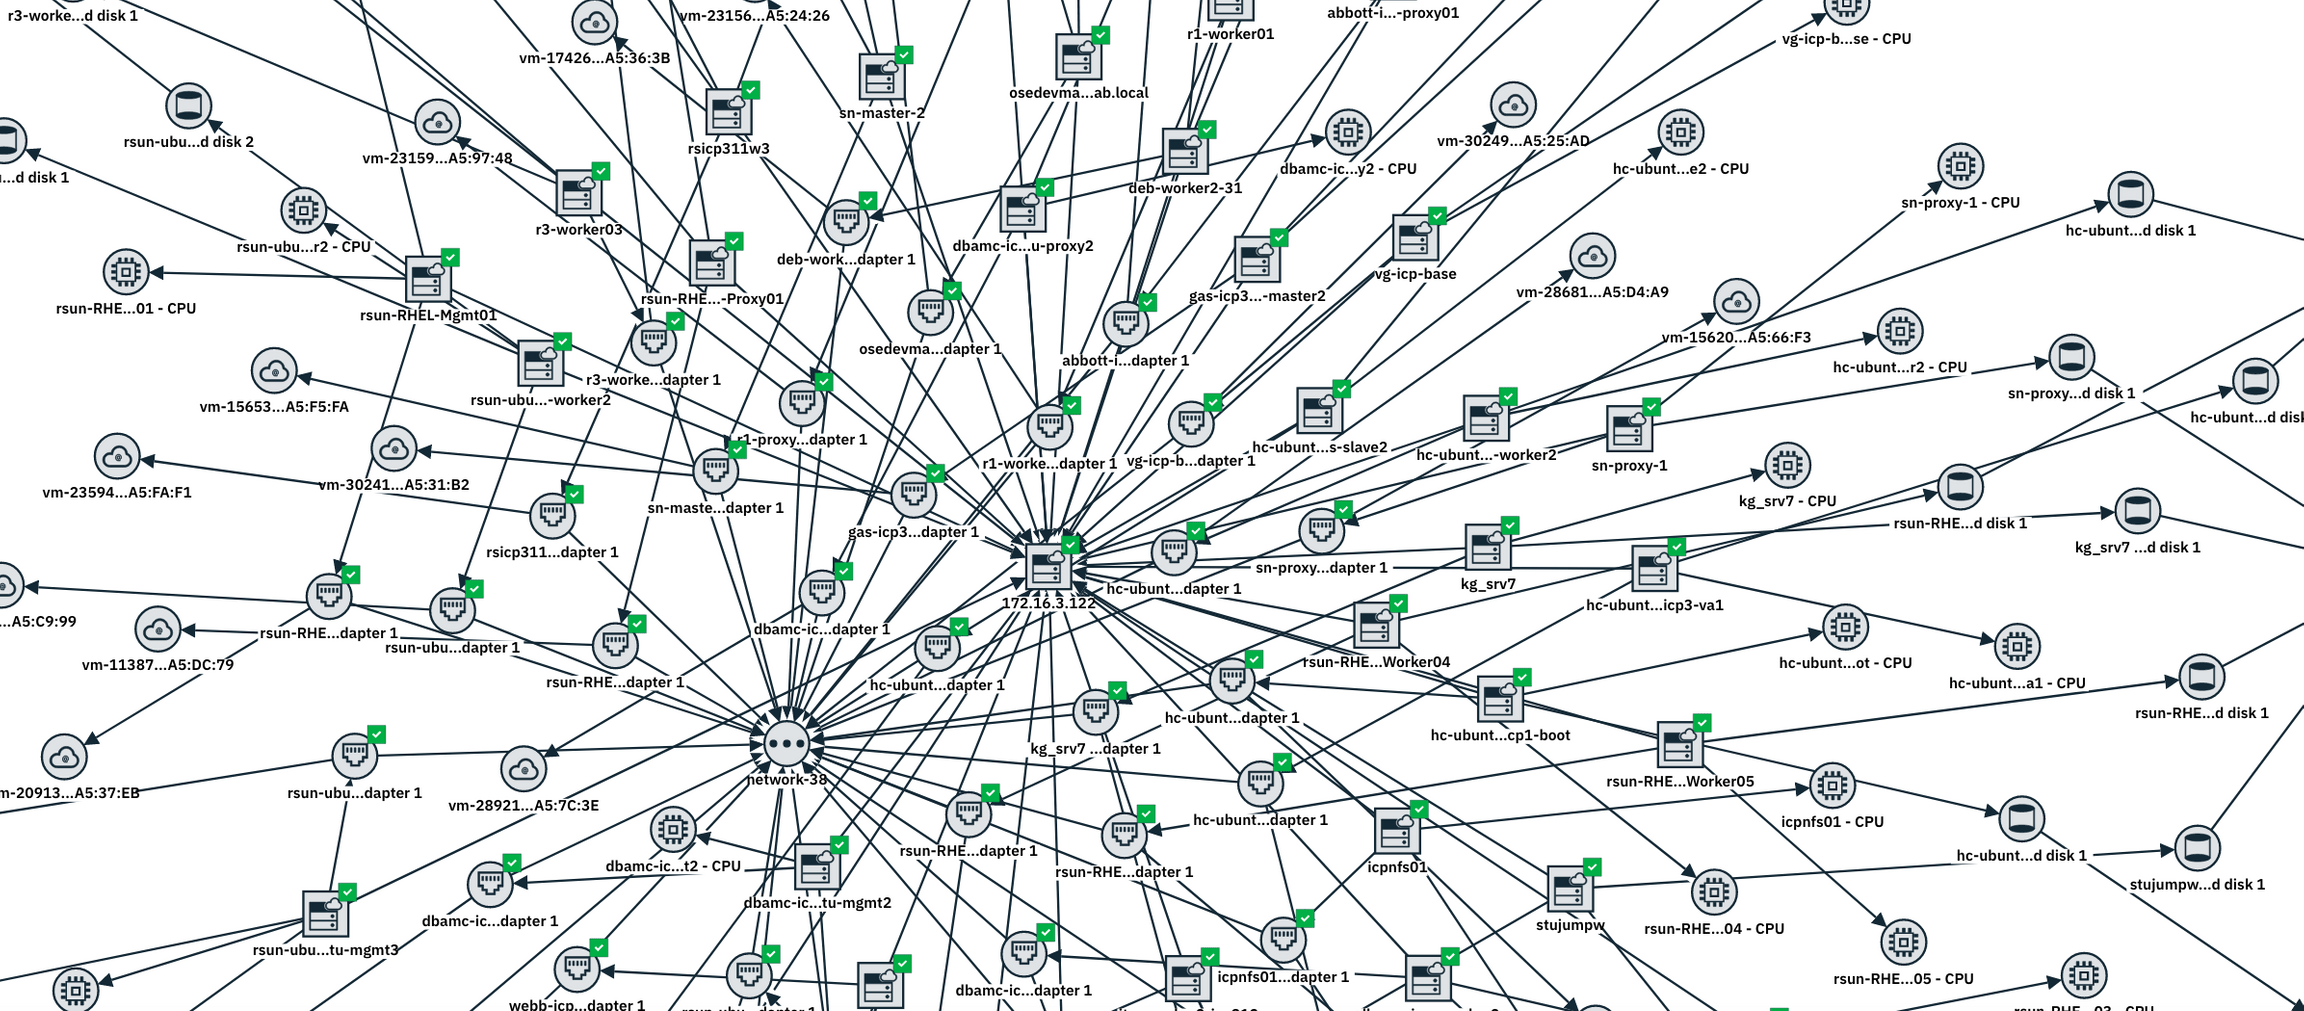 r3-worke...d disk 1
vm-23156...A5:24:26
abbott-i...-proxy01
r1-worker01
vg-icp-b...se - CPU
vm-17426...A5:36:3B
osedevma...ab.local
sn-master-2
rsun-ubu...d disk 2
rsicp311w3
vm-23159...A5:97:48
vm-30249...A5:25:AD
dbamc-ic...y2 - CPU
hc-ubunt...e2 - CPU
...d disk 1
deb-worker2-31
sn-proxy-1 - CPU
r3-worker03
hc-ubunt...d disk 1
rsun-ubu...r2 - CPU
dbamc-ic...u-proxy2
deb-work...dapter 1
vg-icp-base
vm-28681...A5:D4:A9
rsun-RHE...-Proxy01
gas-icp3...-master2
rsun-RHE...01 - CPU
rsun-RHEL-Mgmt01
vm-15620...A5:66:F3
osedevma...dapter 1
abbott-i...dapter 1
hc-ubunt...r2 - CPU
r3-worke...dapter 1
sn-proxy...d disk 1
rsun-ubu...-worker2
vm-15653...A5:F5:FA
hc-ubunt...d disk
r1-proxy...dapter 1
hc-ubunt...s-slave2
hc-ubunt...-worker2
r1-worke...dapter 1
vg-icp-b...dapter 1
sn-proxy-1
vm-30241...A5:31:B2
vm-23594...A5:FA:F1
kg_srv7 - CPU
sn-maste...dapter 1
rsun-RHE...d disk 1
gas-icp3...dapter 1
kg_srv7 ...d disk 1
rsicp311...dapter 1
sn-proxy...dapter 1
kg_srv7
hc-ubunt...dapter 1
172.16.3.122
hc-ubunt...icp3-va1
...A5:C9:99
dbamc-ic...dapter 1
rsun-RHE...dapter 1
rsun-ubu...dapter 1
rsun-RHE...Worker04
hc-ubunt...ot - CPU
vm-11387...A5:DC:79
rsun-RHE...dapter 1
hc-ubunt...dapter 1
hc-ubunt...a1 - CPU
rsun-RHE...d disk 1
hc-ubunt...dapter 1
hc-ubunt...cp1-boot
kg_srv7 ...dapter 1
network-38
rsun-RHE...Worker05
m-20913...A5:37:EB
rsun-ubu...dapter 1
vm-28921...A5:7C:3E
hc-ubunt...dapter 1
icpnfs01 - CPU
rsun-RHE...dapter 1
hc-ubunt...d disk 1
dbamc-ic...t2 - CPU
icpnfs01
rsun-RHE...dapter 1
stujumpw...d disk 1
dbamc-ic...tu-mgmt2
dbamc-ic...dapter 1
stujumpw
rsun-RHE...04 - CPU
rsun-ubu...tu-mgmt3
icpnfs01...dapter 1
rsun-RHE...05 - CPU
dbamc-ic...dapter 1
webb-icp...dapter 1
rsun-RHE...03 - CPU